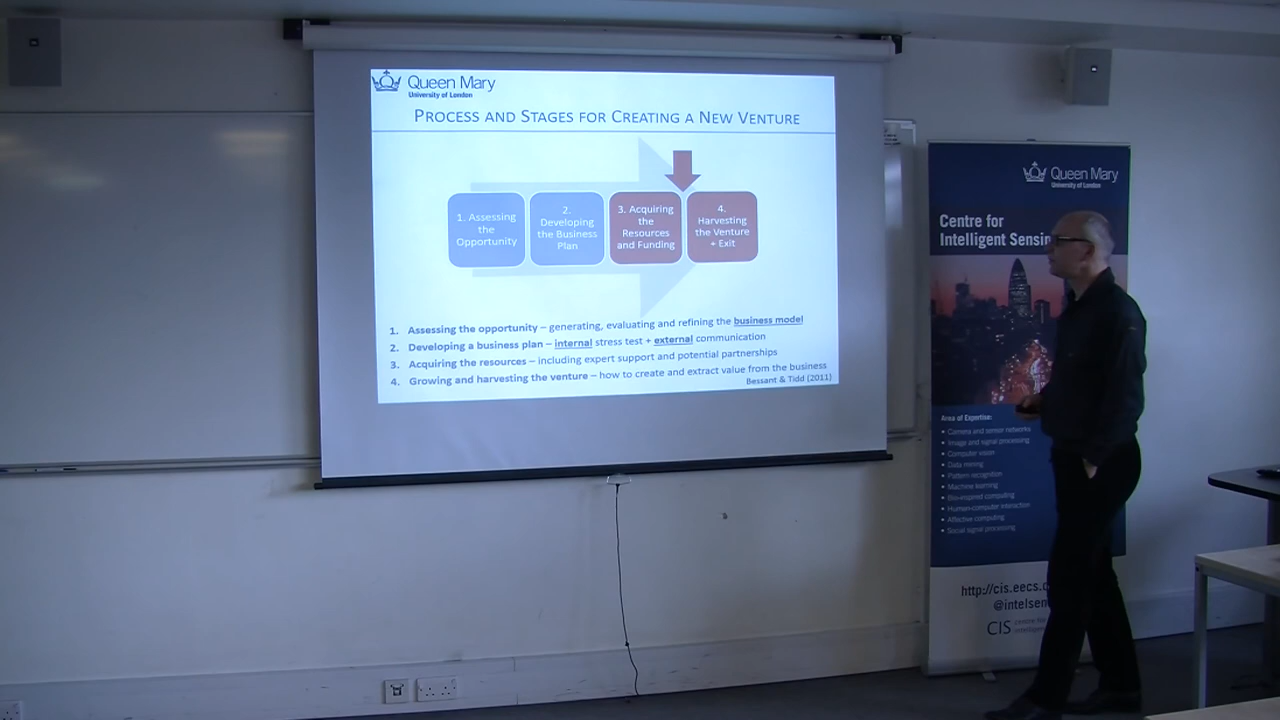 Queen Mary
University of London
PROCESS AND STAGES FOR CREATING A NEW VENTURE
1. Assessing
the
Opportunity
2.
Developing
the Business
Plan
3. Acquiring
the
Resources
and Funding
4.
Harvesting
the Venture
+ Exit
1. Assessing the opportunity – generating, evaluating and refining the business model
2. Developing a business plan – internal stress test + external communication
3. Acquiring the resources – including expert support and potential partnerships
4. Growing and harvesting the venture – how to create and extract value from the business
Bessant & Tidd (2011)
Queen Mary
University of London
Centre for
Intelligent Sensin
Area of Expertise:
• Camera and sensor networks
• Image and signal processing
• Computer vision
• Data mining
• Pattern recognition
• Machine learning
• Bio-inspired computing
• Human-computer interaction
• Affective computing
• Social signal processing
http://cis.eecs.
@intelsen
CIS centre for